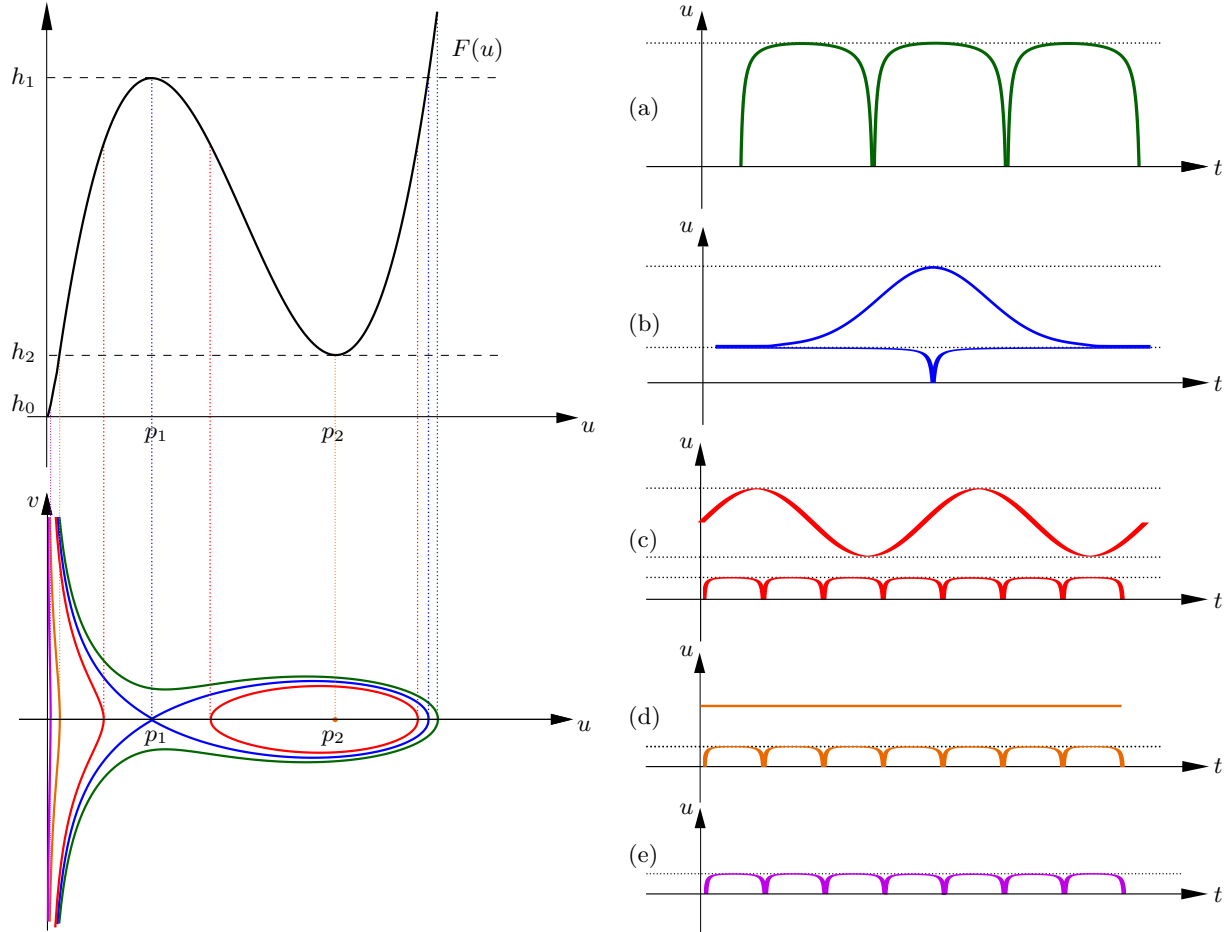 F(u)
h₁
h₂
h₀
p₁
p₂
u
v
p₁
p₂
u
u
(a)
t
u
(b)
t
u
(c)
t
u
(d)
t
u
(e)
t